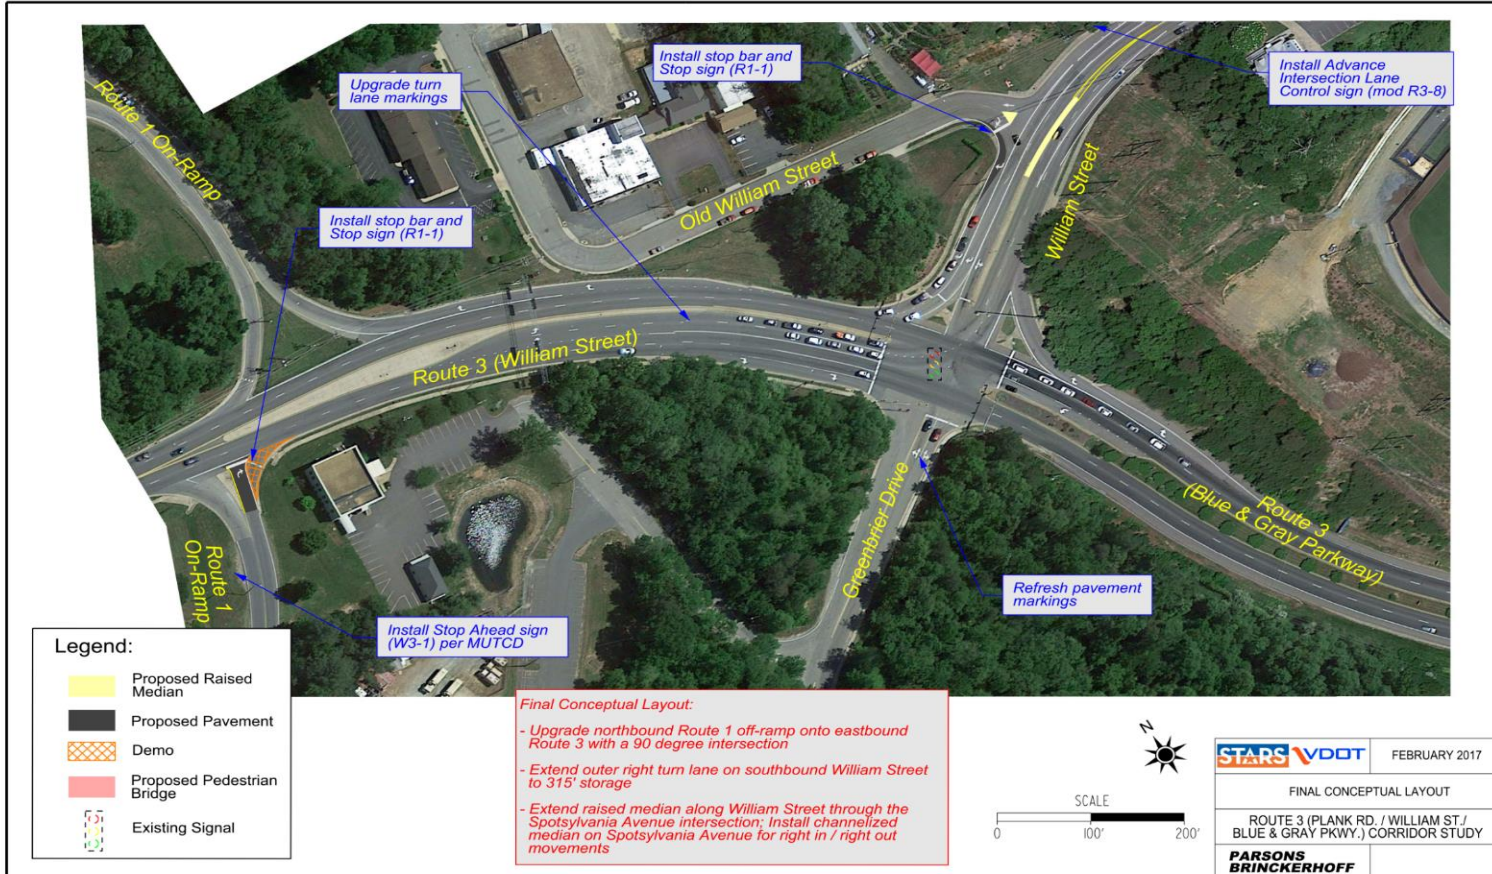 Route 1 On-Ramp
Upgrade turn
lane markings
Install stop bar and
Stop sign (R1-1)
Install Advance
Intersection Lane
Control sign (mod R3-8)
Install stop bar and
Stop sign (R1-1)
Old William Street
William Street
Route 3 (William Street)
Route 1
On-Ramp
Greenbrier Drive
Route 3
(Blue & Gray Parkway)
Refresh pavement
markings
Install Stop Ahead sign
(W3-1) per MUTCD
Legend:
Proposed Raised
Median
Proposed Pavement
Demo
Proposed Pedestrian
Bridge
Existing Signal
Final Conceptual Layout:
- Upgrade northbound Route 1 off-ramp onto eastbound
Route 3 with a 90 degree intersection
- Extend outer right turn lane on southbound William Street
to 315' storage
- Extend raised median along William Street through the
Spotsylvania Avenue intersection; Install channelized
median on Spotsylvania Avenue for right in / right out
movements
N
SCALE
0 100' 200'
STARS VDOT
FEBRUARY 2017
FINAL CONCEPTUAL LAYOUT
ROUTE 3 (PLANK RD. / WILLIAM ST./
BLUE & GRAY PKWY.) CORRIDOR STUDY
PARSONS
BRINCKERHOFF